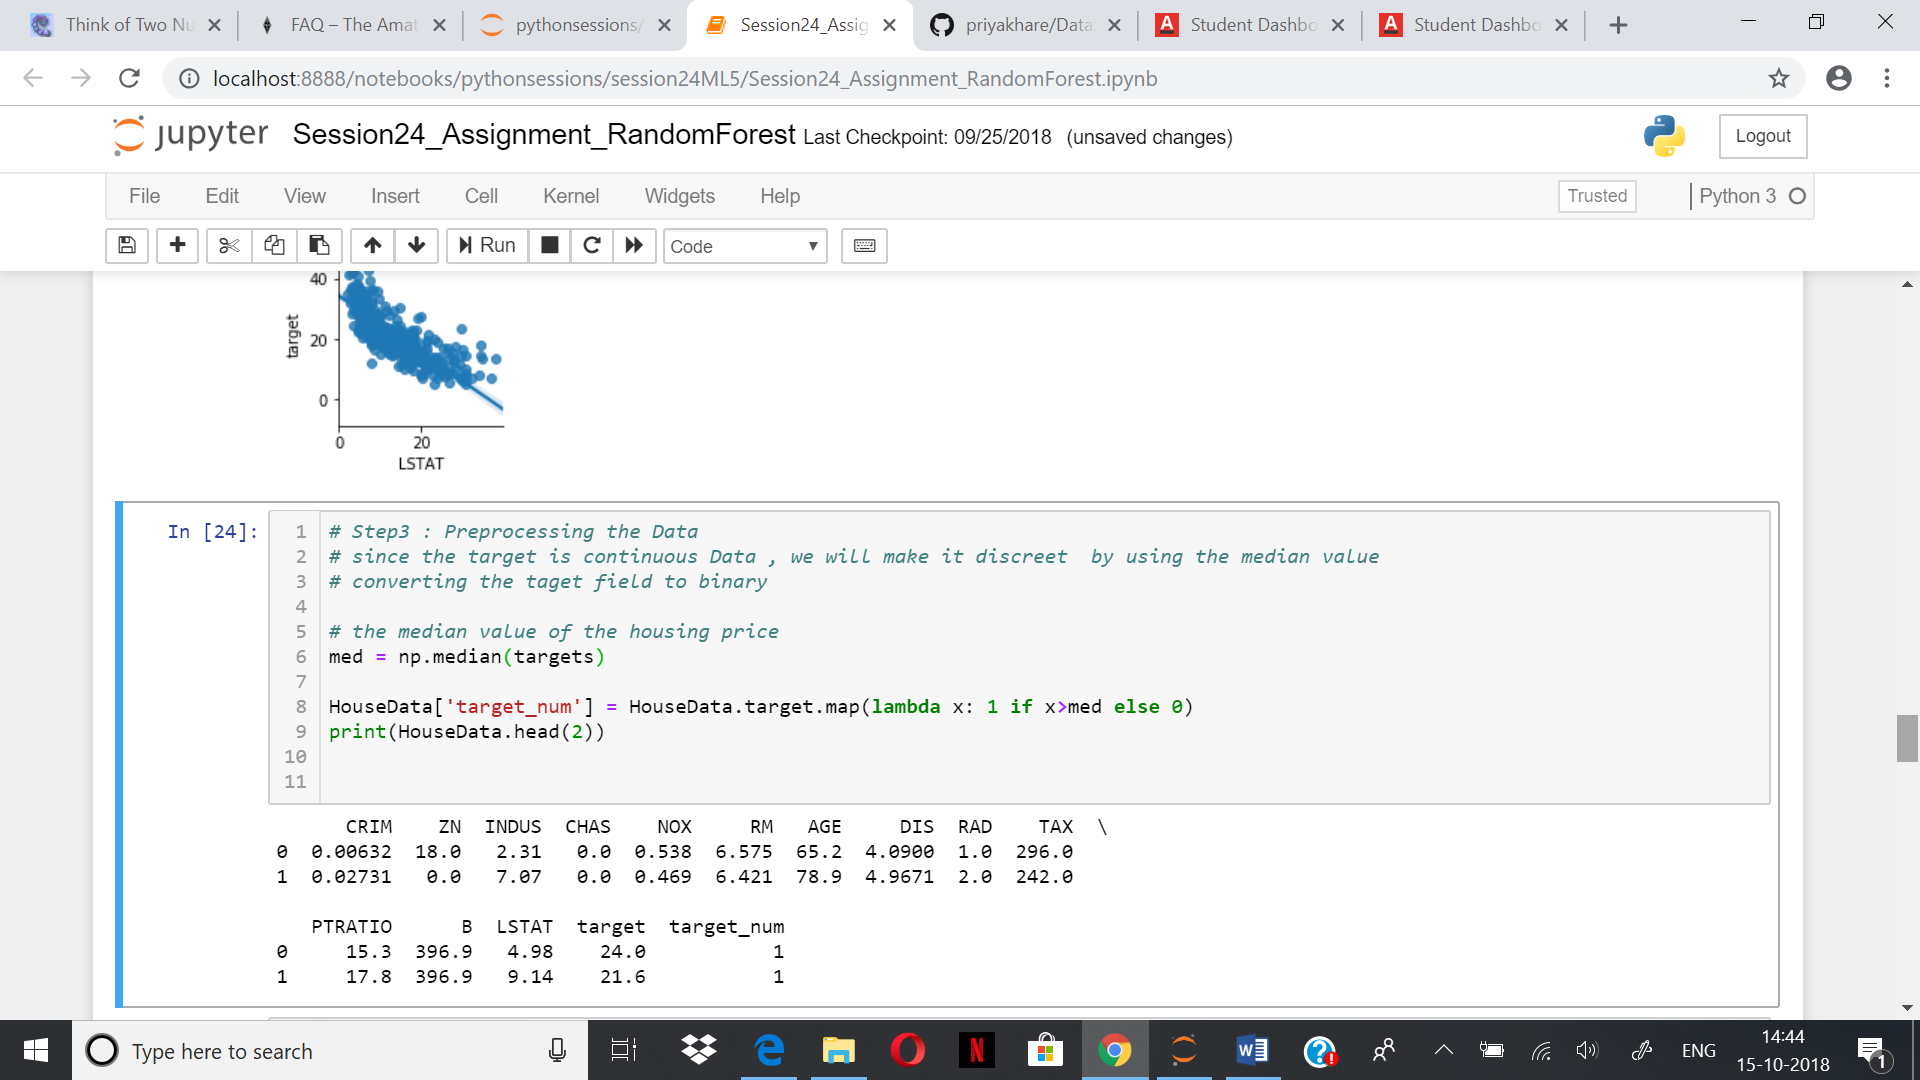 Think of Two Nu
FAQ – The Amat
pythonsessions/
Session24_Assig
priyakhare/Data
Student Dashbo
Student Dashbo
localhost:8888/notebooks/pythonsessions/session24ML5/Session24_Assignment_RandomForest.ipynb
jupyter Session24_Assignment_RandomForest Last Checkpoint: 09/25/2018 (unsaved changes)
Logout
File Edit View Insert Cell Kernel Widgets Help
Trusted
Python 3
Run
Code
40
20
0
target
0 20
LSTAT
In [24]:
1 # Step3 : Preprocessing the Data
2 # since the target is continuous Data , we will make it discreet  by using the median value
3 # converting the taget field to binary
4
5 # the median value of the housing price
6 med = np.median(targets)
7
8 HouseData['target_num'] = HouseData.target.map(lambda x: 1 if x>med else 0)
9 print(HouseData.head(2))
10
11
CRIM ZN INDUS CHAS NOX RM AGE DIS RAD TAX \
0 0.00632 18.0 2.31 0.0 0.538 6.575 65.2 4.0900 1.0 296.0
1 0.02731 0.0 7.07 0.0 0.469 6.421 78.9 4.9671 2.0 242.0
PTRATIO B LSTAT target target_num
0 15.3 396.9 4.98 24.0 1
1 17.8 396.9 9.14 21.6 1
Type here to search
W
N
ENG
14:44
15-10-2018
1